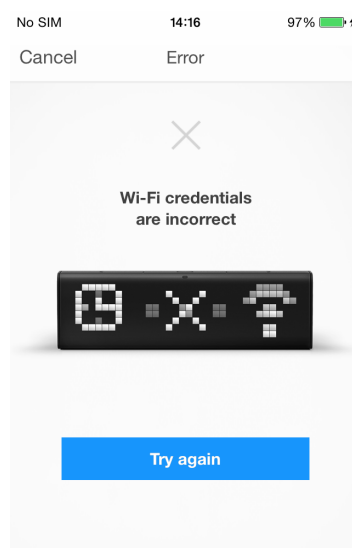 No SIM 14:16 97%
Cancel Error
Wi-Fi credentials
are incorrect
Try again